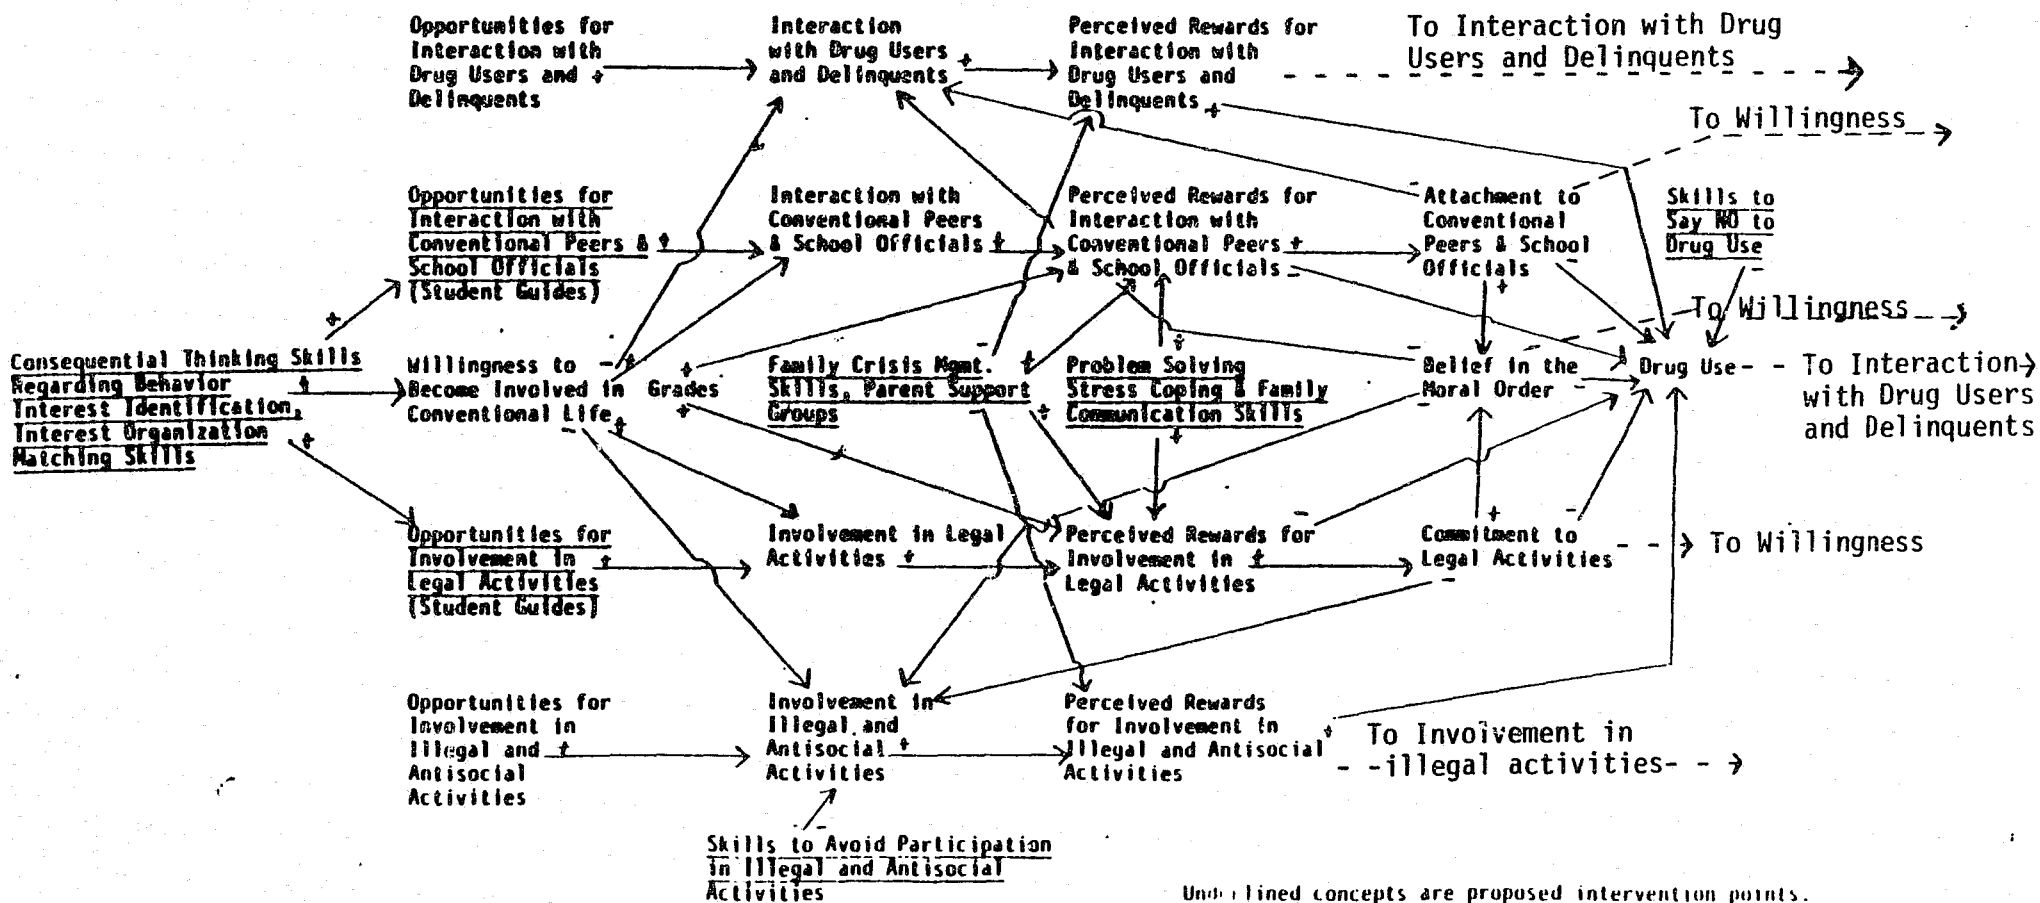 Opportunities for
Interaction with
Drug Users and +
Delinquents
Interaction
with Drug Users +
and Delinquents
Perceived Rewards for
Interaction with
Drug Users and
Delinquents +
To Interaction with Drug
Users and Delinquents
To Willingness
Opportunities for
Interaction with
Conventional Peers & +
School Officials
(Student Guides)
Interaction with
Conventional Peers
& School Officials +
Perceived Rewards for
Interaction with
Conventional Peers +
& School Officials -
- Attachment to
Conventional
Peers & School
Officials
Skills to
Say NO to
Drug Use
To Willingness
Consequential Thinking Skills
Regarding Behavior
Interest Identification,
Interest Organization
Matching Skills
Willingness to
Become Involved in
Conventional Life
Grades
Family Crisis Mgmt.
Skills, Parent Support
Groups
Problem Solving
Stress Coping & Family
Communication Skills
Belief in the
Moral Order
Drug Use
To Interaction
with Drug Users
and Delinquents
Opportunities for
Involvement in +
Legal Activities
(Student Guides)
Involvement in Legal
Activities +
Perceived Rewards for
Involvement in +
Legal Activities
Commitment to
Legal Activities
To Willingness
Opportunities for
Involvement in
Illegal and +
Antisocial
Activities
Involvement in
Illegal and
Antisocial +
Activities
Perceived Rewards
for Involvement in
Illegal and Antisocial +
Activities
To Involvement in
illegal activities
Skills to Avoid Participation
in Illegal and Antisocial
Activities
Underlined concepts are proposed intervention points.